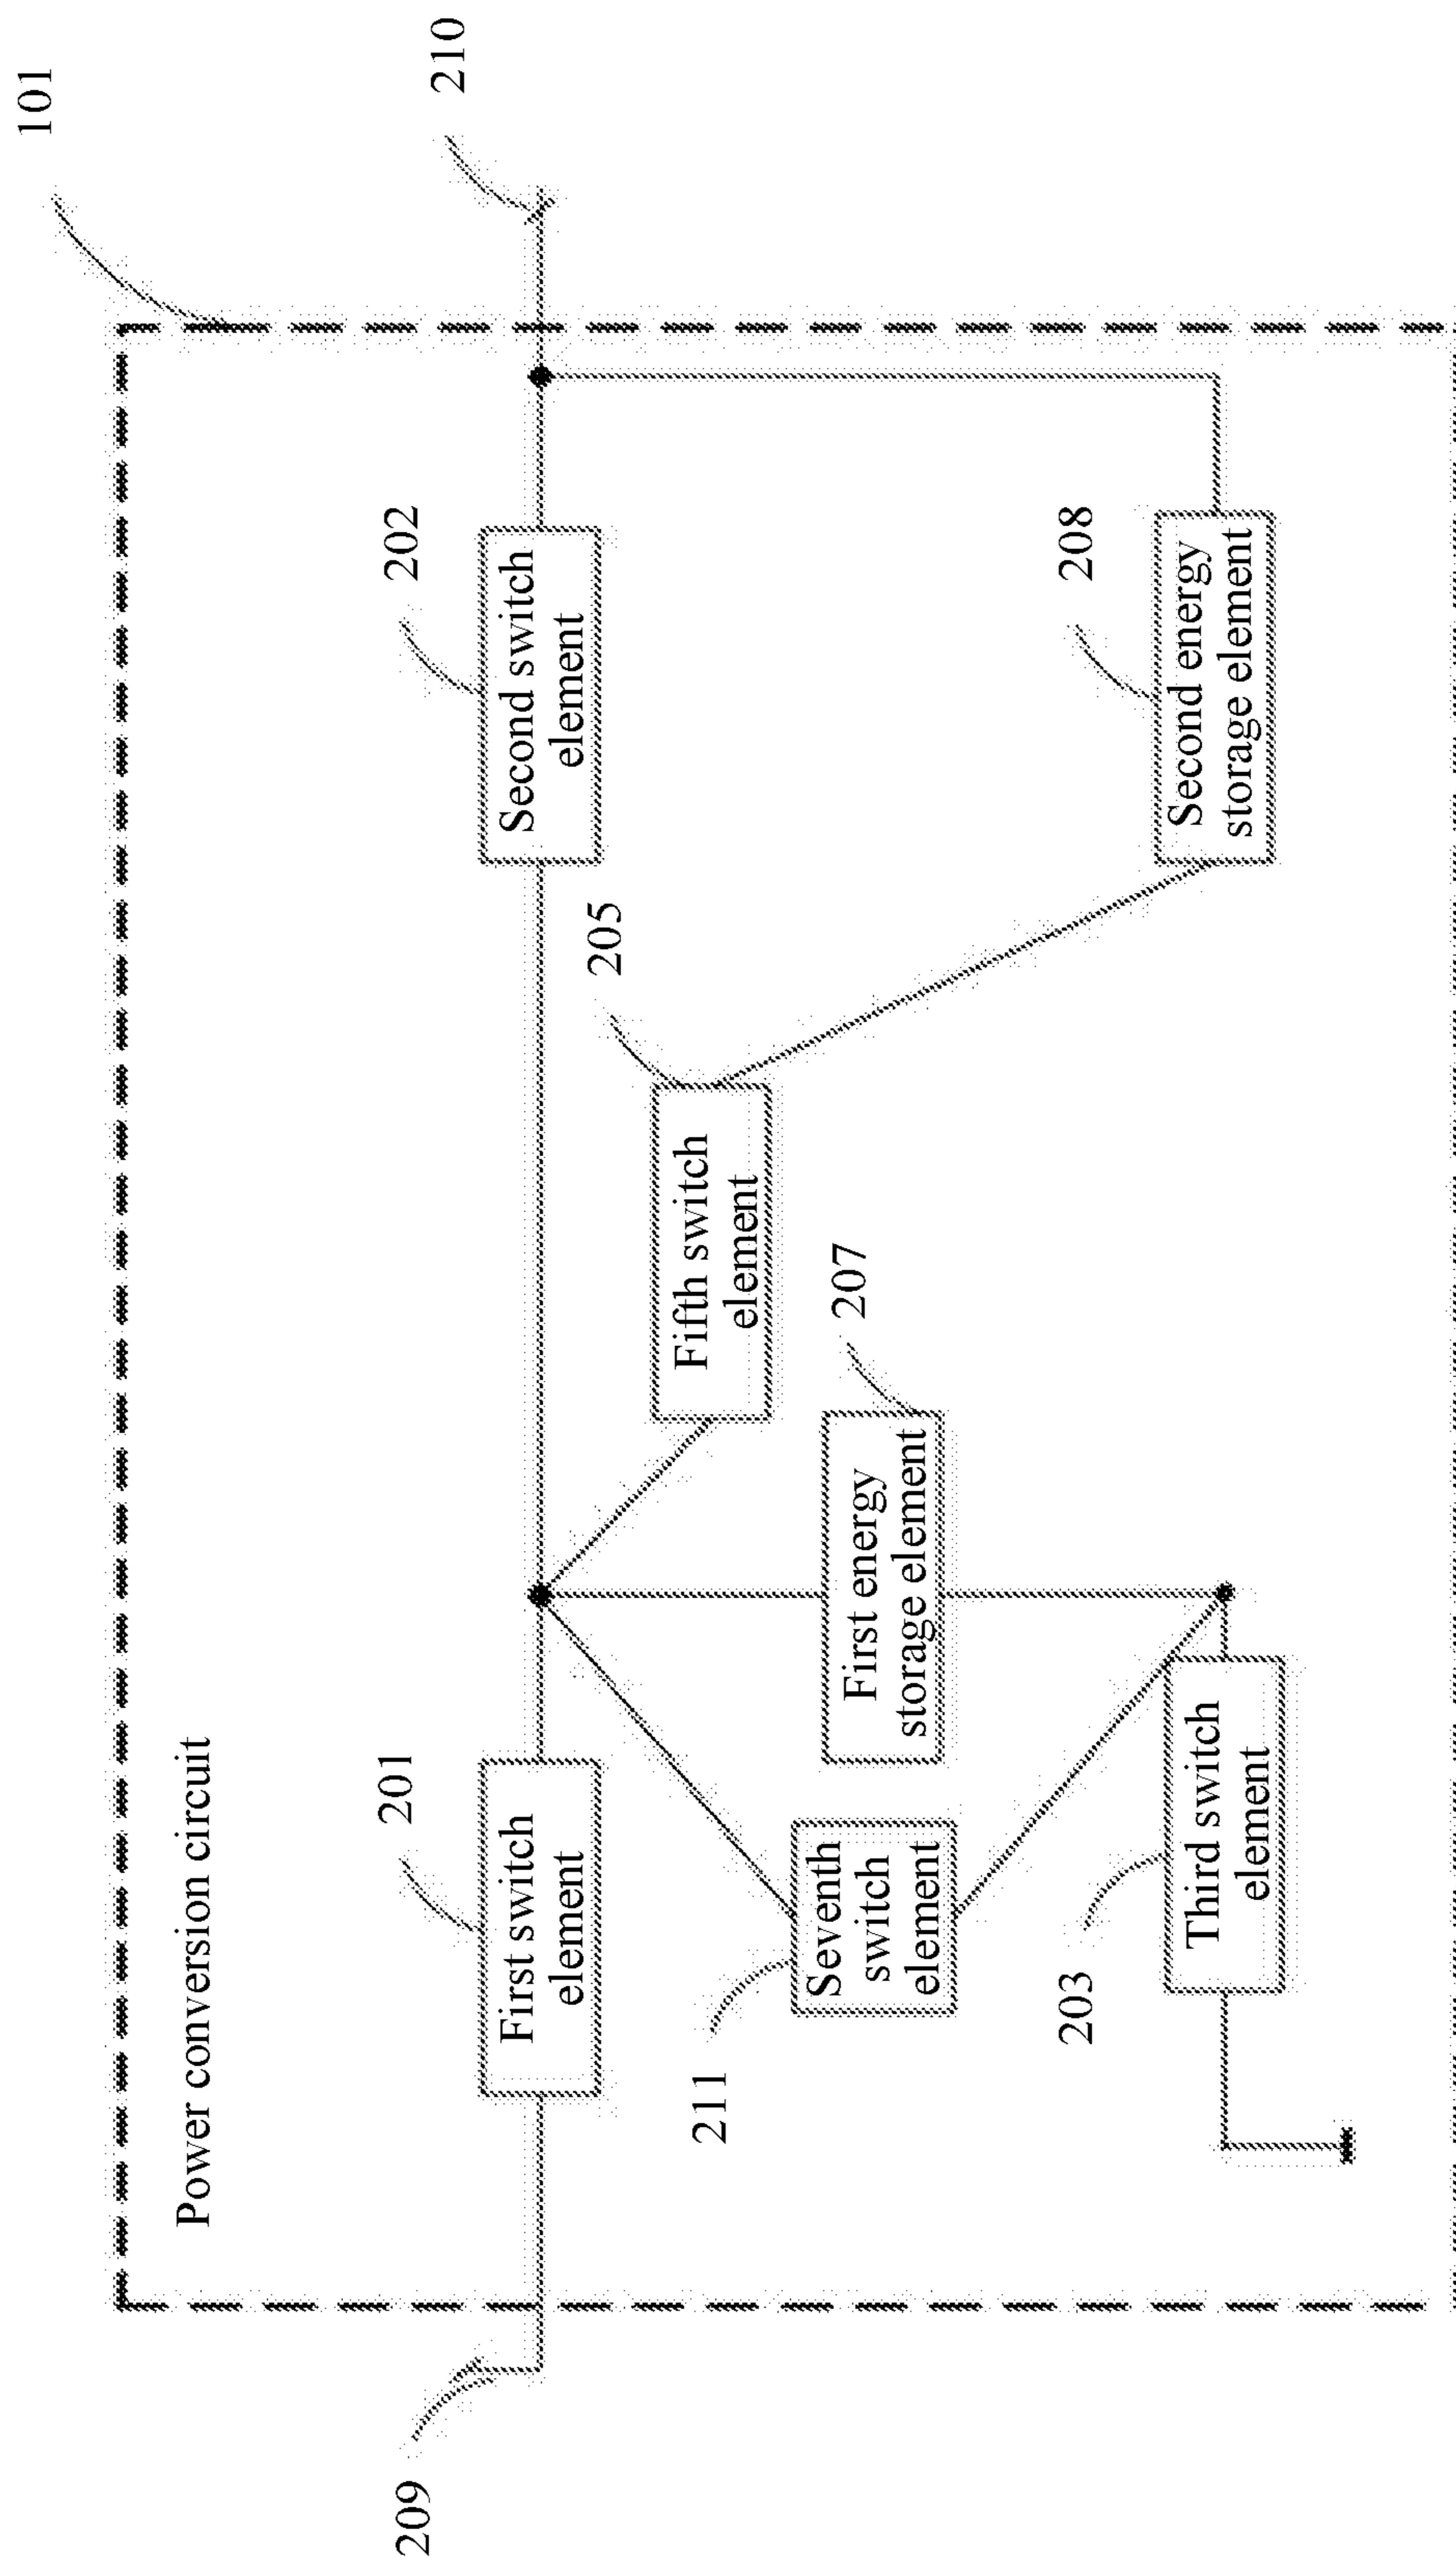 101
Power conversion circuit
209
201
First switch
element
202
Second switch
element
210
205
Fifth switch
element
211
Seventh
switch
element
207
First energy
storage element
203
Third switch
element
208
Second energy
storage element